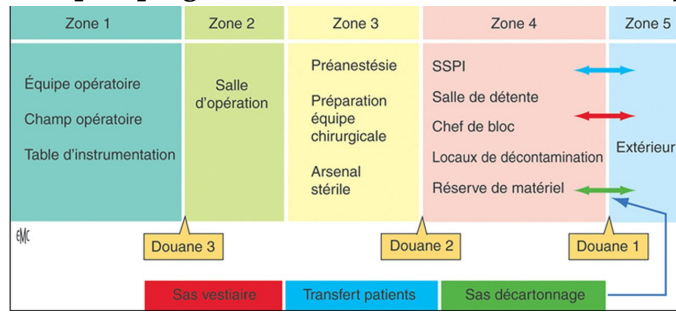 Zone 1
Zone 2
Zone 3
Zone 4
Zone 5
Équipe opératoire
Champ opératoire
Table d'instrumentation
Salle
d'opération
Préanestésie
Préparation
équipe
chirurgicale
Arsenal
stérile
SSPI
Salle de détente
Chef de bloc
Locaux de décontamination
Réserve de matériel
Extérieur
EMC
Douane 3
Douane 2
Douane 1
Sas vestiaire
Transfert patients
Sas décartonnage